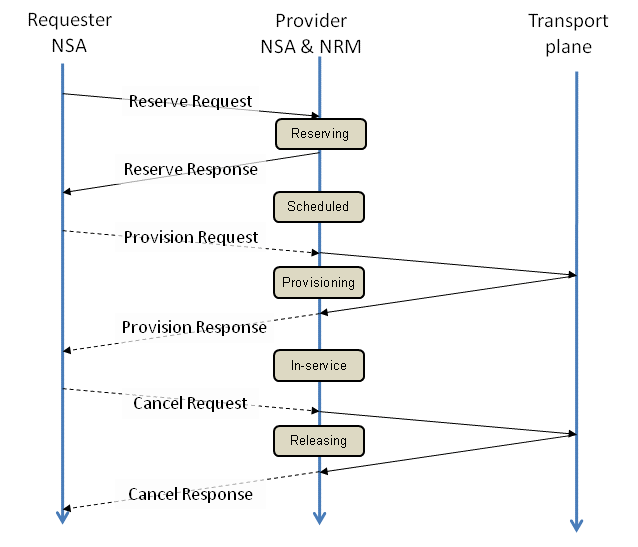 Requester
NSA
Provider
NSA & NRM
Transport
plane
Reserve Request
Reserving
Reserve Response
Scheduled
Provision Request
Provisioning
Provision Response
In-service
Cancel Request
Releasing
Cancel Response